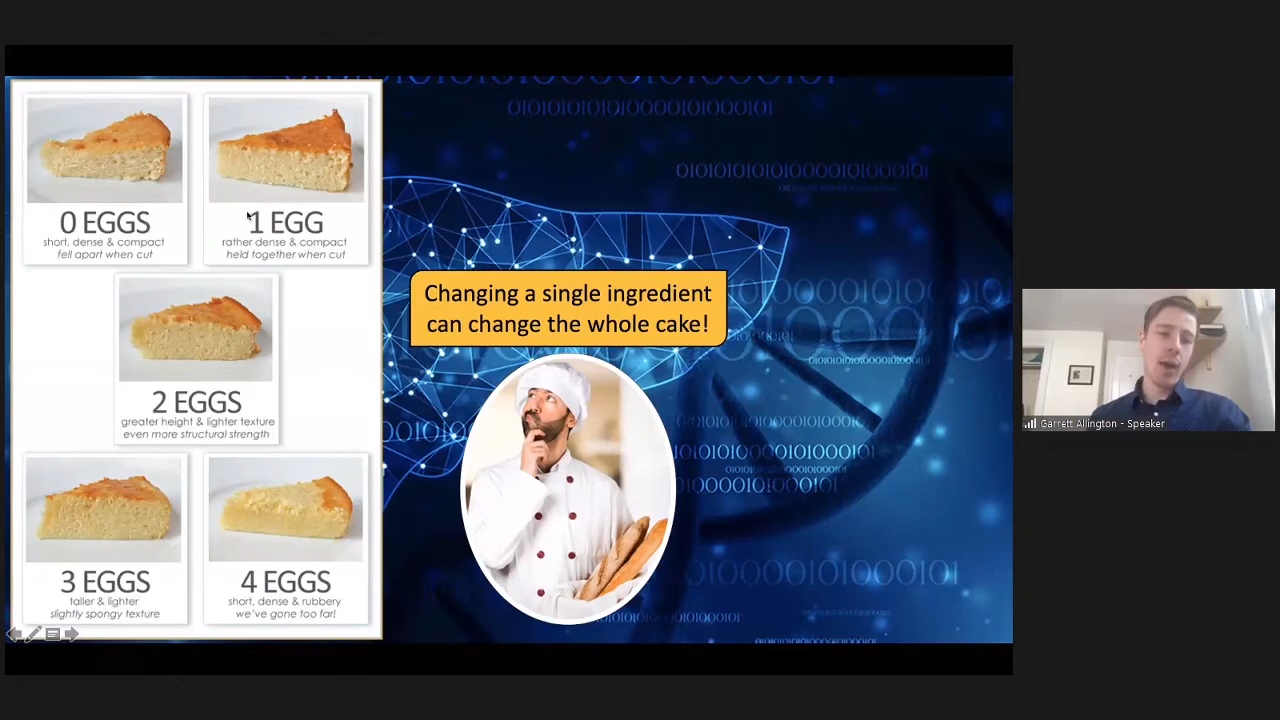 0 EGGS
short, dense & compact
fell apart when cut
1 EGG
rather dense & compact
held together when cut
2 EGGS
greater height & lighter texture
even more structural strength
3 EGGS
taller & lighter
slightly spongy texture
4 EGGS
short, dense & rubbery
we've gone too far!
Changing a single ingredient
can change the whole cake!
Garrett Allington - Speaker